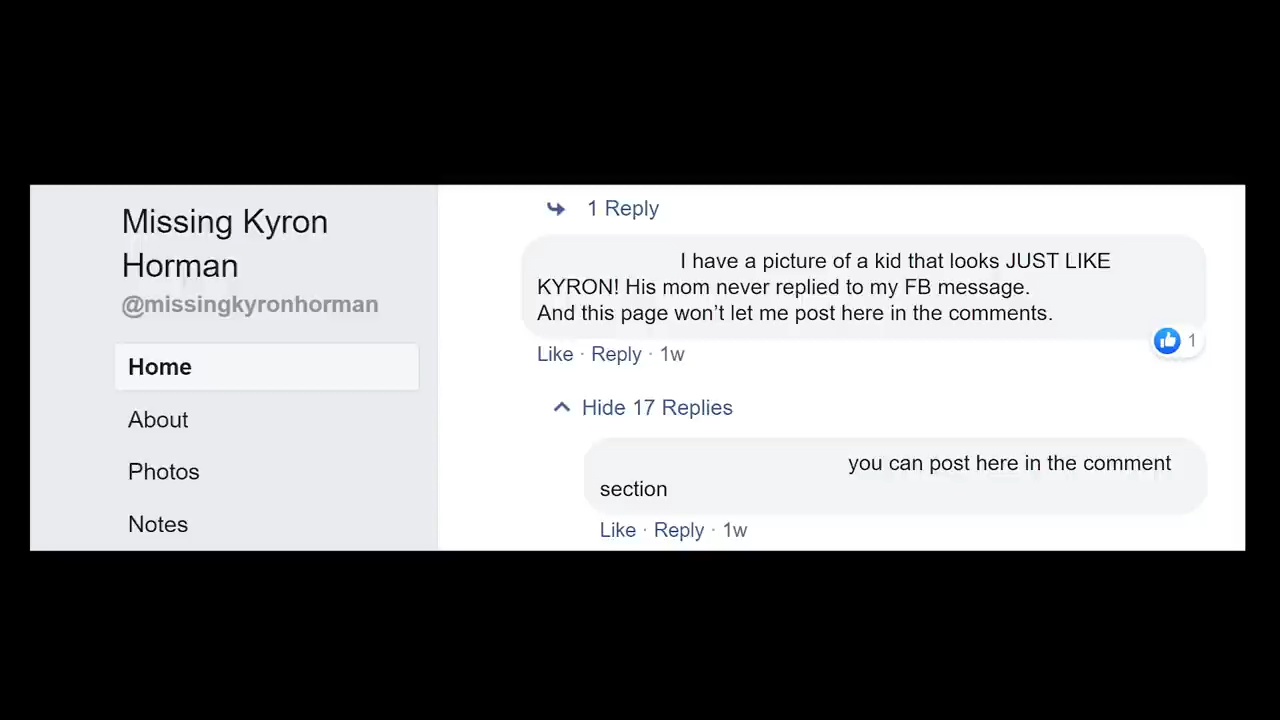 Missing Kyron
Horman
@missingkyronhorman
Home
About
Photos
Notes
1 Reply
I have a picture of a kid that looks JUST LIKE
KYRON! His mom never replied to my FB message.
And this page won’t let me post here in the comments.
Like · Reply · 1w
1
Hide 17 Replies
you can post here in the comment
section
Like · Reply · 1w